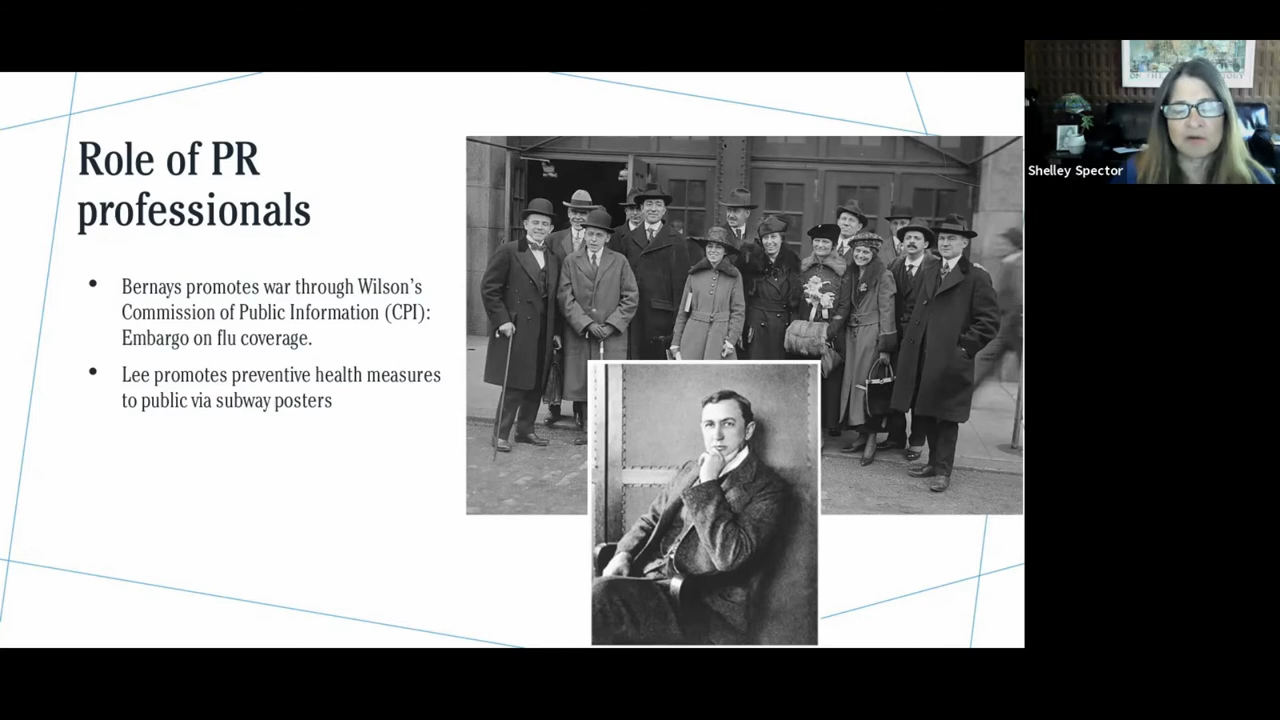 Role of PR
professionals
• Bernays promotes war through Wilson’s
Commission of Public Information (CPI):
Embargo on flu coverage.
• Lee promotes preventive health measures
to public via subway posters
Shelley Spector